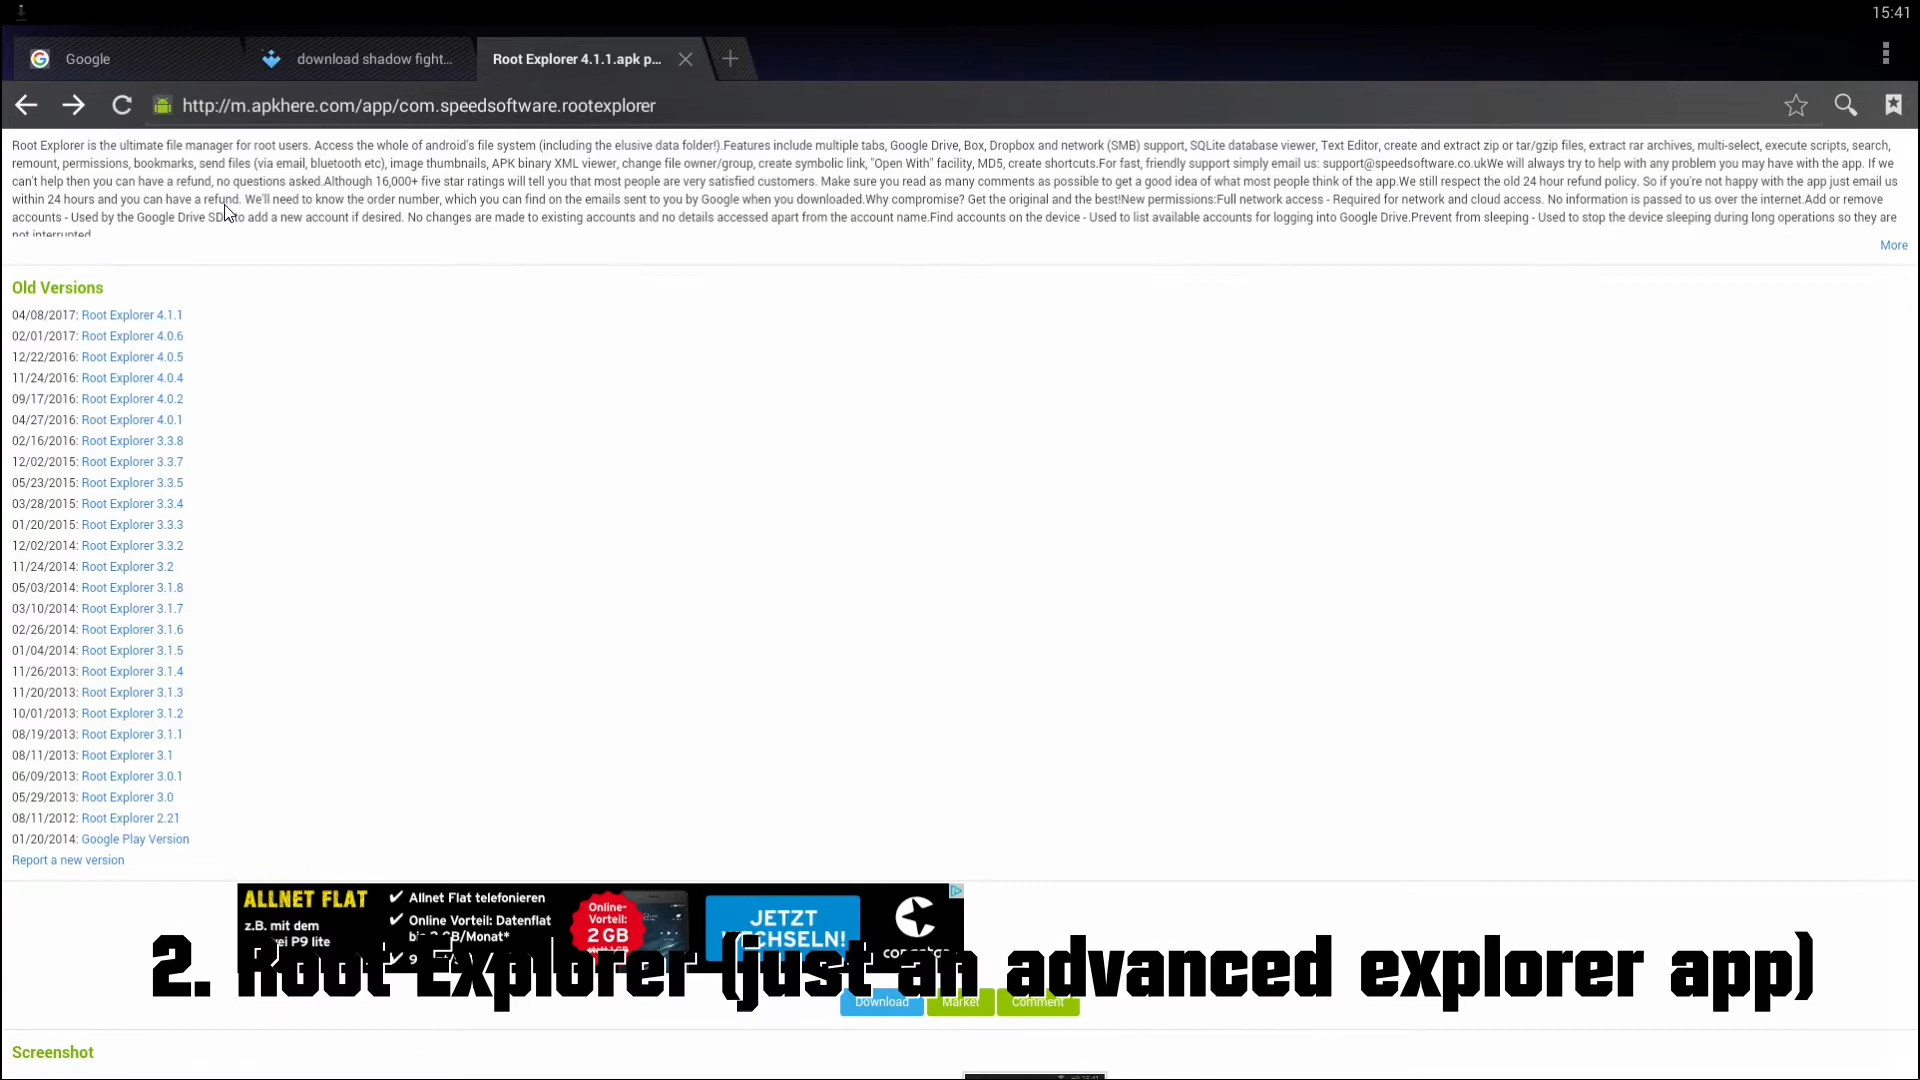 15:41
Google
download shadow fight...
Root Explorer 4.1.1.apk p...
http://m.apkhere.com/app/com.speedsoftware.rootexplorer
Root Explorer is the ultimate file manager for root users. Access the whole of android's file system (including the elusive data folder!).Features include multiple tabs, Google Drive, Box, Dropbox and network (SMB) support, SQLite database viewer, Text Editor, create and extract zip or tar/gzip files, extract rar archives, multi-select, execute scripts, search,
remount, permissions, bookmarks, send files (via email, bluetooth etc), image thumbnails, APK binary XML viewer, change file owner/group, create symbolic link, "Open With" facility, MD5, create shortcuts.For fast, friendly support simply email us: support@speedsoftware.co.ukWe will always try to help with any problem you may have with the app. If we
can't help then you can have a refund, no questions asked.Although 16,000+ five star ratings will tell you that most people are very satisfied customers. Make sure you read as many comments as possible to get a good idea of what most people think of the app.We still respect the old 24 hour refund policy. So if you're not happy with the app just email us
within 24 hours and you can have a refund. We'll need to know the order number, which you can find on the emails sent to you by Google when you downloaded.Why compromise? Get the original and the best!New permissions:Full network access - Required for network and cloud access. No information is passed to us over the internet.Add or remove
accounts - Used by the Google Drive SD to add a new account if desired. No changes are made to existing accounts and no details accessed apart from the account name.Find accounts on the device - Used to list available accounts for logging into Google Drive.Prevent from sleeping - Used to stop the device sleeping during long operations so they are
not interrupted
More
Old Versions
04/08/2017: Root Explorer 4.1.1
02/01/2017: Root Explorer 4.0.6
12/22/2016: Root Explorer 4.0.5
11/24/2016: Root Explorer 4.0.4
09/17/2016: Root Explorer 4.0.2
04/27/2016: Root Explorer 4.0.1
02/16/2016: Root Explorer 3.3.8
12/02/2015: Root Explorer 3.3.7
05/23/2015: Root Explorer 3.3.5
03/28/2015: Root Explorer 3.3.4
01/20/2015: Root Explorer 3.3.3
12/02/2014: Root Explorer 3.3.2
11/24/2014: Root Explorer 3.2
05/03/2014: Root Explorer 3.1.8
03/10/2014: Root Explorer 3.1.7
02/26/2014: Root Explorer 3.1.6
01/04/2014: Root Explorer 3.1.5
11/26/2013: Root Explorer 3.1.4
11/20/2013: Root Explorer 3.1.3
10/01/2013: Root Explorer 3.1.2
08/19/2013: Root Explorer 3.1.1
08/11/2013: Root Explorer 3.1
06/09/2013: Root Explorer 3.0.1
05/29/2013: Root Explorer 3.0
08/11/2012: Root Explorer 2.21
01/20/2014: Google Play Version
Report a new version
ALLNET FLAT
z.B. mit dem
P9 lite
Allnet Flat telefonieren
Online Vorteil: Datenflat
GB/Monat*
Online-
Vorteil:
2 GB
JETZT
WECHSELN!
2. Root Explorer (just an advanced explorer app)
Download
Market
Comment
Screenshot